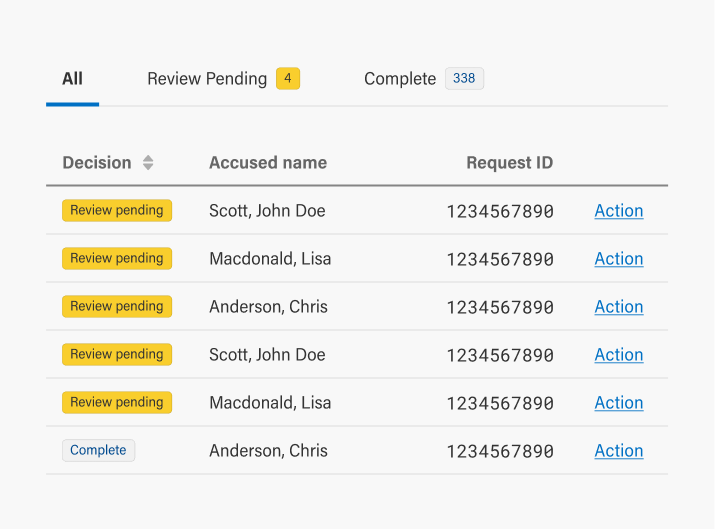 All Review Pending 4 Complete 338
Decision Accused name Request ID
Review pending Scott, John Doe 1234567890 Action
Review pending Macdonald, Lisa 1234567890 Action
Review pending Anderson, Chris 1234567890 Action
Review pending Scott, John Doe 1234567890 Action
Review pending Macdonald, Lisa 1234567890 Action
Complete Anderson, Chris 1234567890 Action